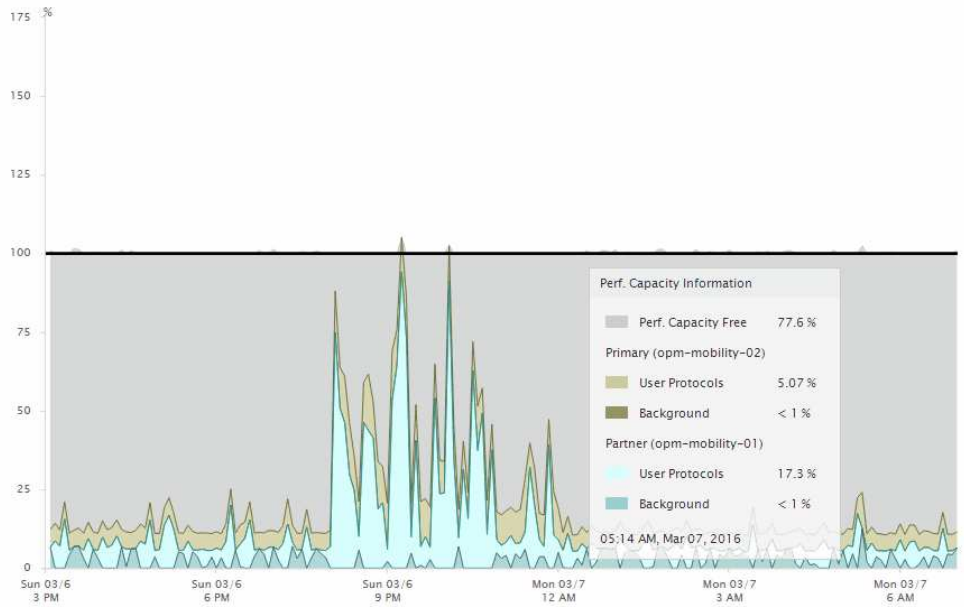 %
175
150
125
100
75
50
25
0
Perf. Capacity Information
Perf. Capacity Free 77.6 %
Primary (opm-mobility-02)
User Protocols 5.07 %
Background < 1 %
Partner (opm-mobility-01)
User Protocols 17.3 %
Background < 1 %
05:14 AM, Mar 07, 2016
Sun 03/6 Sun 03/6 Sun 03/6 Mon 03/7 Mon 03/7 Mon 03/7
3 PM 6 PM 9 PM 12 AM 3 AM 6 AM